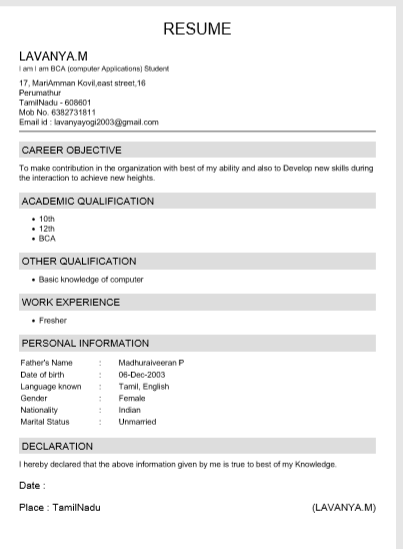 RESUME
LAVANYA.M
I am I am BCA (computer Applications) Student
17, MariAmman Kovil,east street,16
Perumathur
TamilNadu - 608601
Mob No. 6382731811
Email id : lavanyayogi2003@gmail.com
CAREER OBJECTIVE
To make contribution in the organization with best of my ability and also to Develop new skills during
the interaction to achieve new heights.
ACADEMIC QUALIFICATION
• 10th
• 12th
• BCA
OTHER QUALIFICATION
• Basic knowledge of computer
WORK EXPERIENCE
• Fresher
PERSONAL INFORMATION
Father's Name : Madhuraiveeran P
Date of birth : 06-Dec-2003
Language known : Tamil, English
Gender : Female
Nationality : Indian
Marital Status : Unmarried
DECLARATION
I hereby declared that the above information given by me is true to best of my Knowledge.
Date :
Place : TamilNadu (LAVANYA.M)